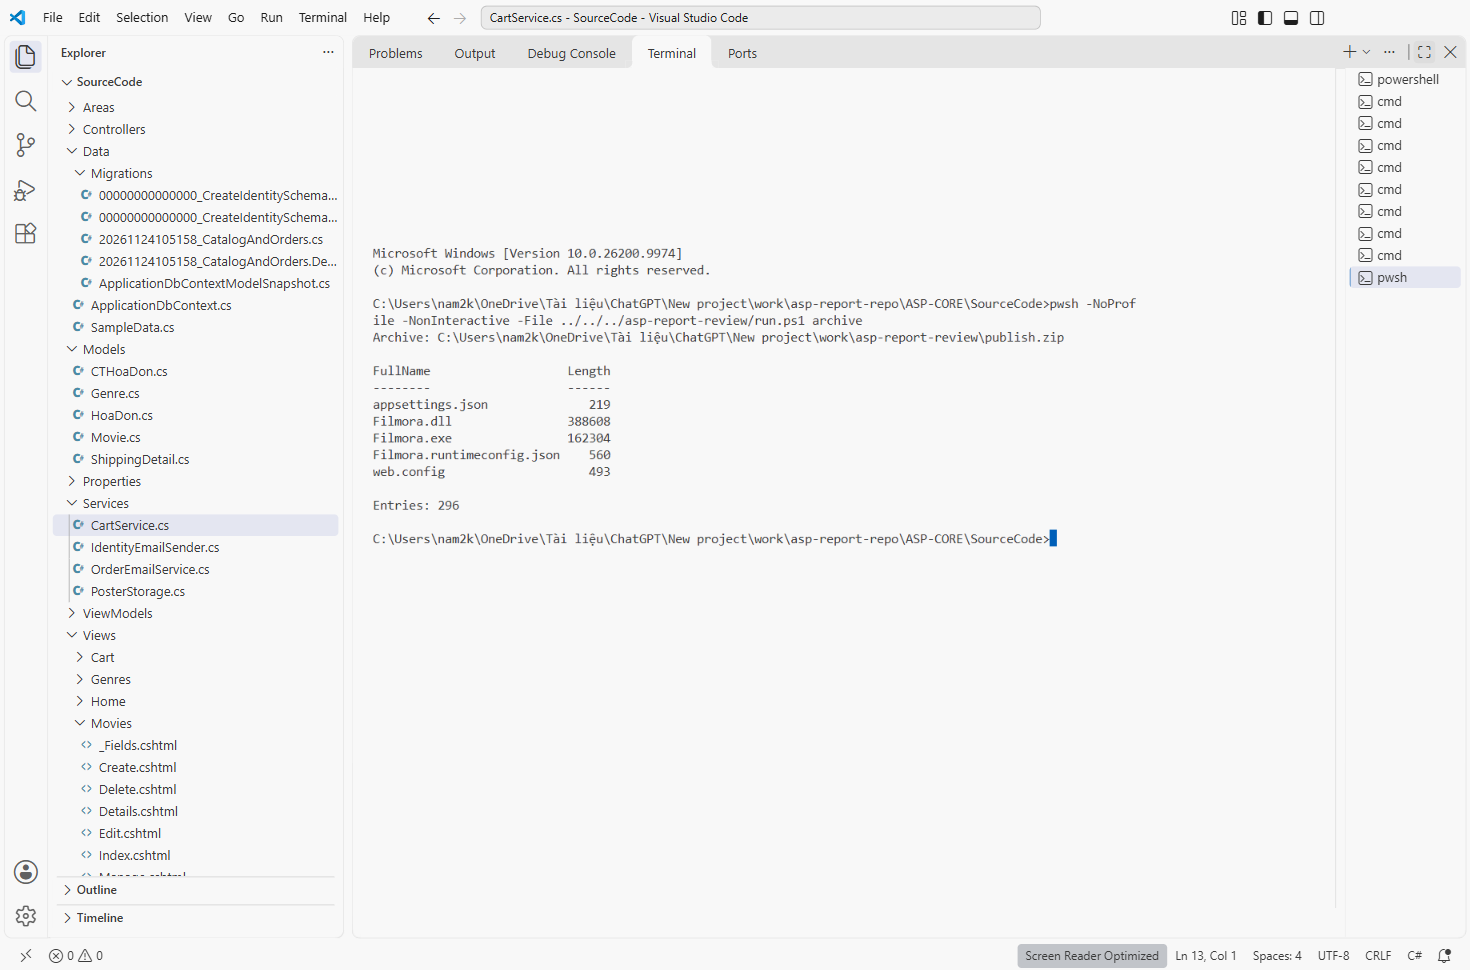 File Edit Selection View Go Run Terminal Help
CartService.cs - SourceCode - Visual Studio Code
Explorer
SourceCode
Areas
Controllers
Data
Migrations
00000000000000_CreateIdentitySchema...
00000000000000_CreateIdentitySchema...
20261124105158_CatalogAndOrders.cs
20261124105158_CatalogAndOrders.De...
ApplicationDbContextModelSnapshot.cs
ApplicationDbContext.cs
SampleData.cs
Models
CTHoaDon.cs
Genre.cs
HoaDon.cs
Movie.cs
ShippingDetail.cs
Properties
Services
CartService.cs
IdentityEmailSender.cs
OrderEmailService.cs
PosterStorage.cs
ViewModels
Views
Cart
Genres
Home
Movies
_Fields.cshtml
Create.cshtml
Delete.cshtml
Details.cshtml
Edit.cshtml
Index.cshtml
Outline
Timeline
Problems Output Debug Console Terminal Ports
Microsoft Windows [Version 10.0.26200.9974]
(c) Microsoft Corporation. All rights reserved.
C:\Users\nam2k\OneDrive\Tài liệu\ChatGPT\New project\work\asp-report-repo\ASP-CORE\SourceCode>pwsh -NoProf
ile -NonInteractive -File ../../../asp-report-review/run.ps1 archive
Archive: C:\Users\nam2k\OneDrive\Tài liệu\ChatGPT\New project\work\asp-report-review\publish.zip
FullName Length
-------- ------
appsettings.json 219
Filmora.dll 388608
Filmora.exe 162304
Filmora.runtimeconfig.json 560
web.config 493
Entries: 296
C:\Users\nam2k\OneDrive\Tài liệu\ChatGPT\New project\work\asp-report-repo\ASP-CORE\SourceCode>
powershell
cmd
cmd
cmd
cmd
cmd
cmd
cmd
cmd
pwsh
0 0
Screen Reader Optimized Ln 13, Col 1 Spaces: 4 UTF-8 CRLF C#